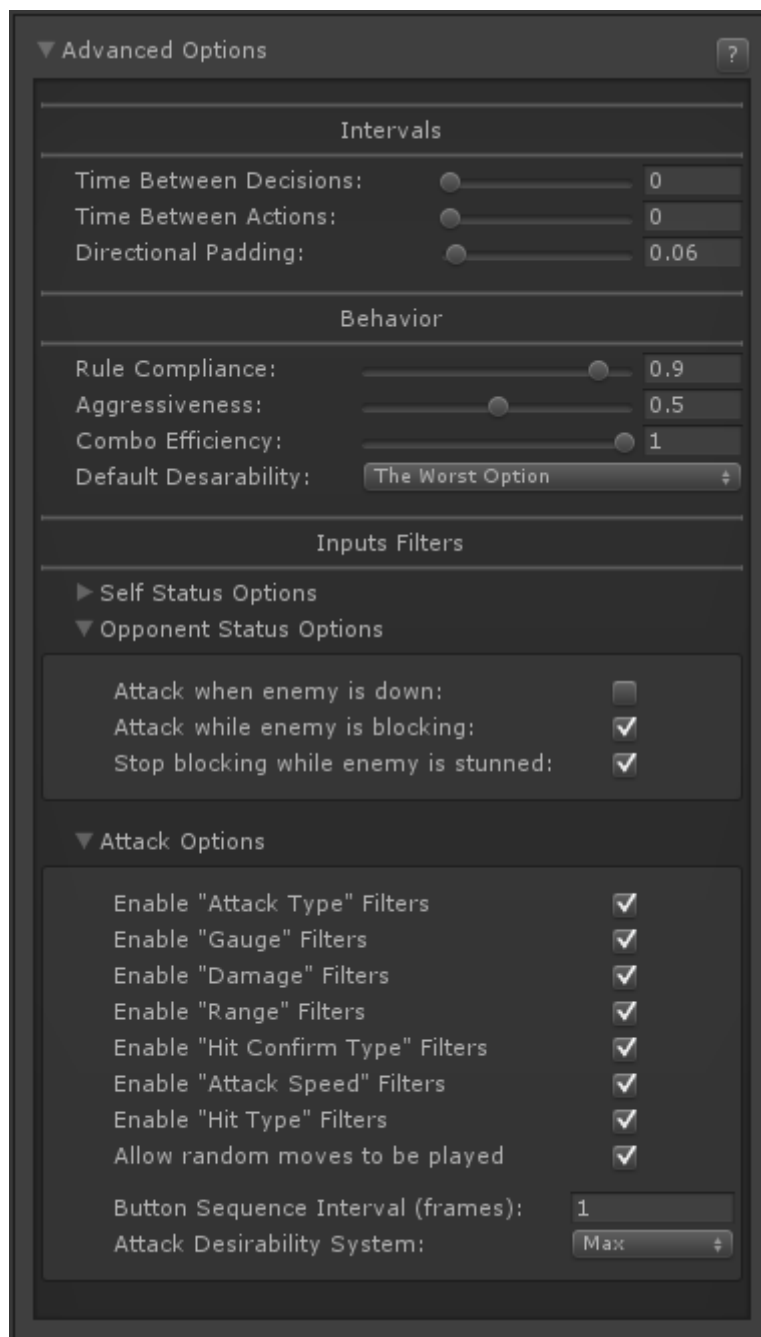 Advanced Options
?
Intervals
Time Between Decisions: 0
Time Between Actions: 0
Directional Padding: 0.06
Behavior
Rule Compliance: 0.9
Aggressiveness: 0.5
Combo Efficiency: 1
Default Desarability: The Worst Option
Inputs Filters
Self Status Options
Opponent Status Options
Attack when enemy is down:
Attack while enemy is blocking:
Stop blocking while enemy is stunned:
Attack Options
Enable "Attack Type" Filters
Enable "Gauge" Filters
Enable "Damage" Filters
Enable "Range" Filters
Enable "Hit Confirm Type" Filters
Enable "Attack Speed" Filters
Enable "Hit Type" Filters
Allow random moves to be played
Button Sequence Interval (frames): 1
Attack Desirability System: Max